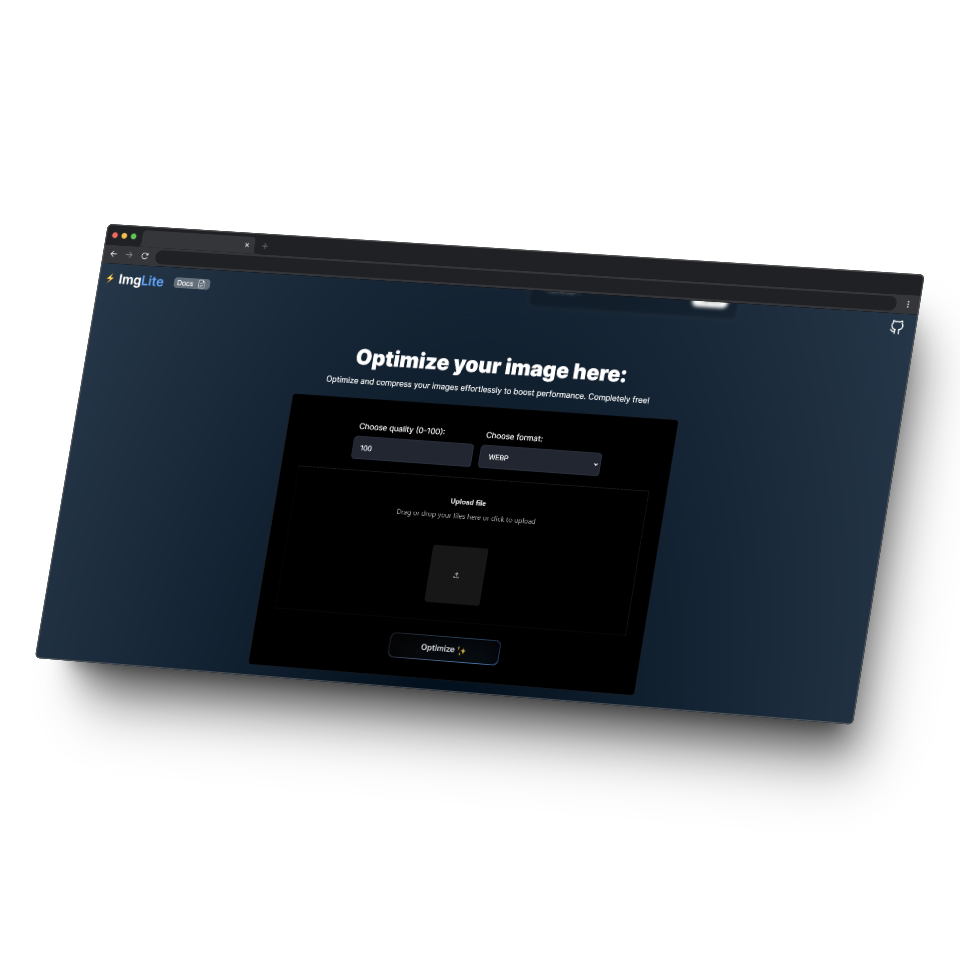 ⚡ ImgLite
Docs
Optimize your image here:
Optimize and compress your images effortlessly to boost performance. Completely free!
Choose quality (0-100):
Choose format:
100
WEBP
Upload file
Drag or drop your files here or click to upload
Optimize ✨